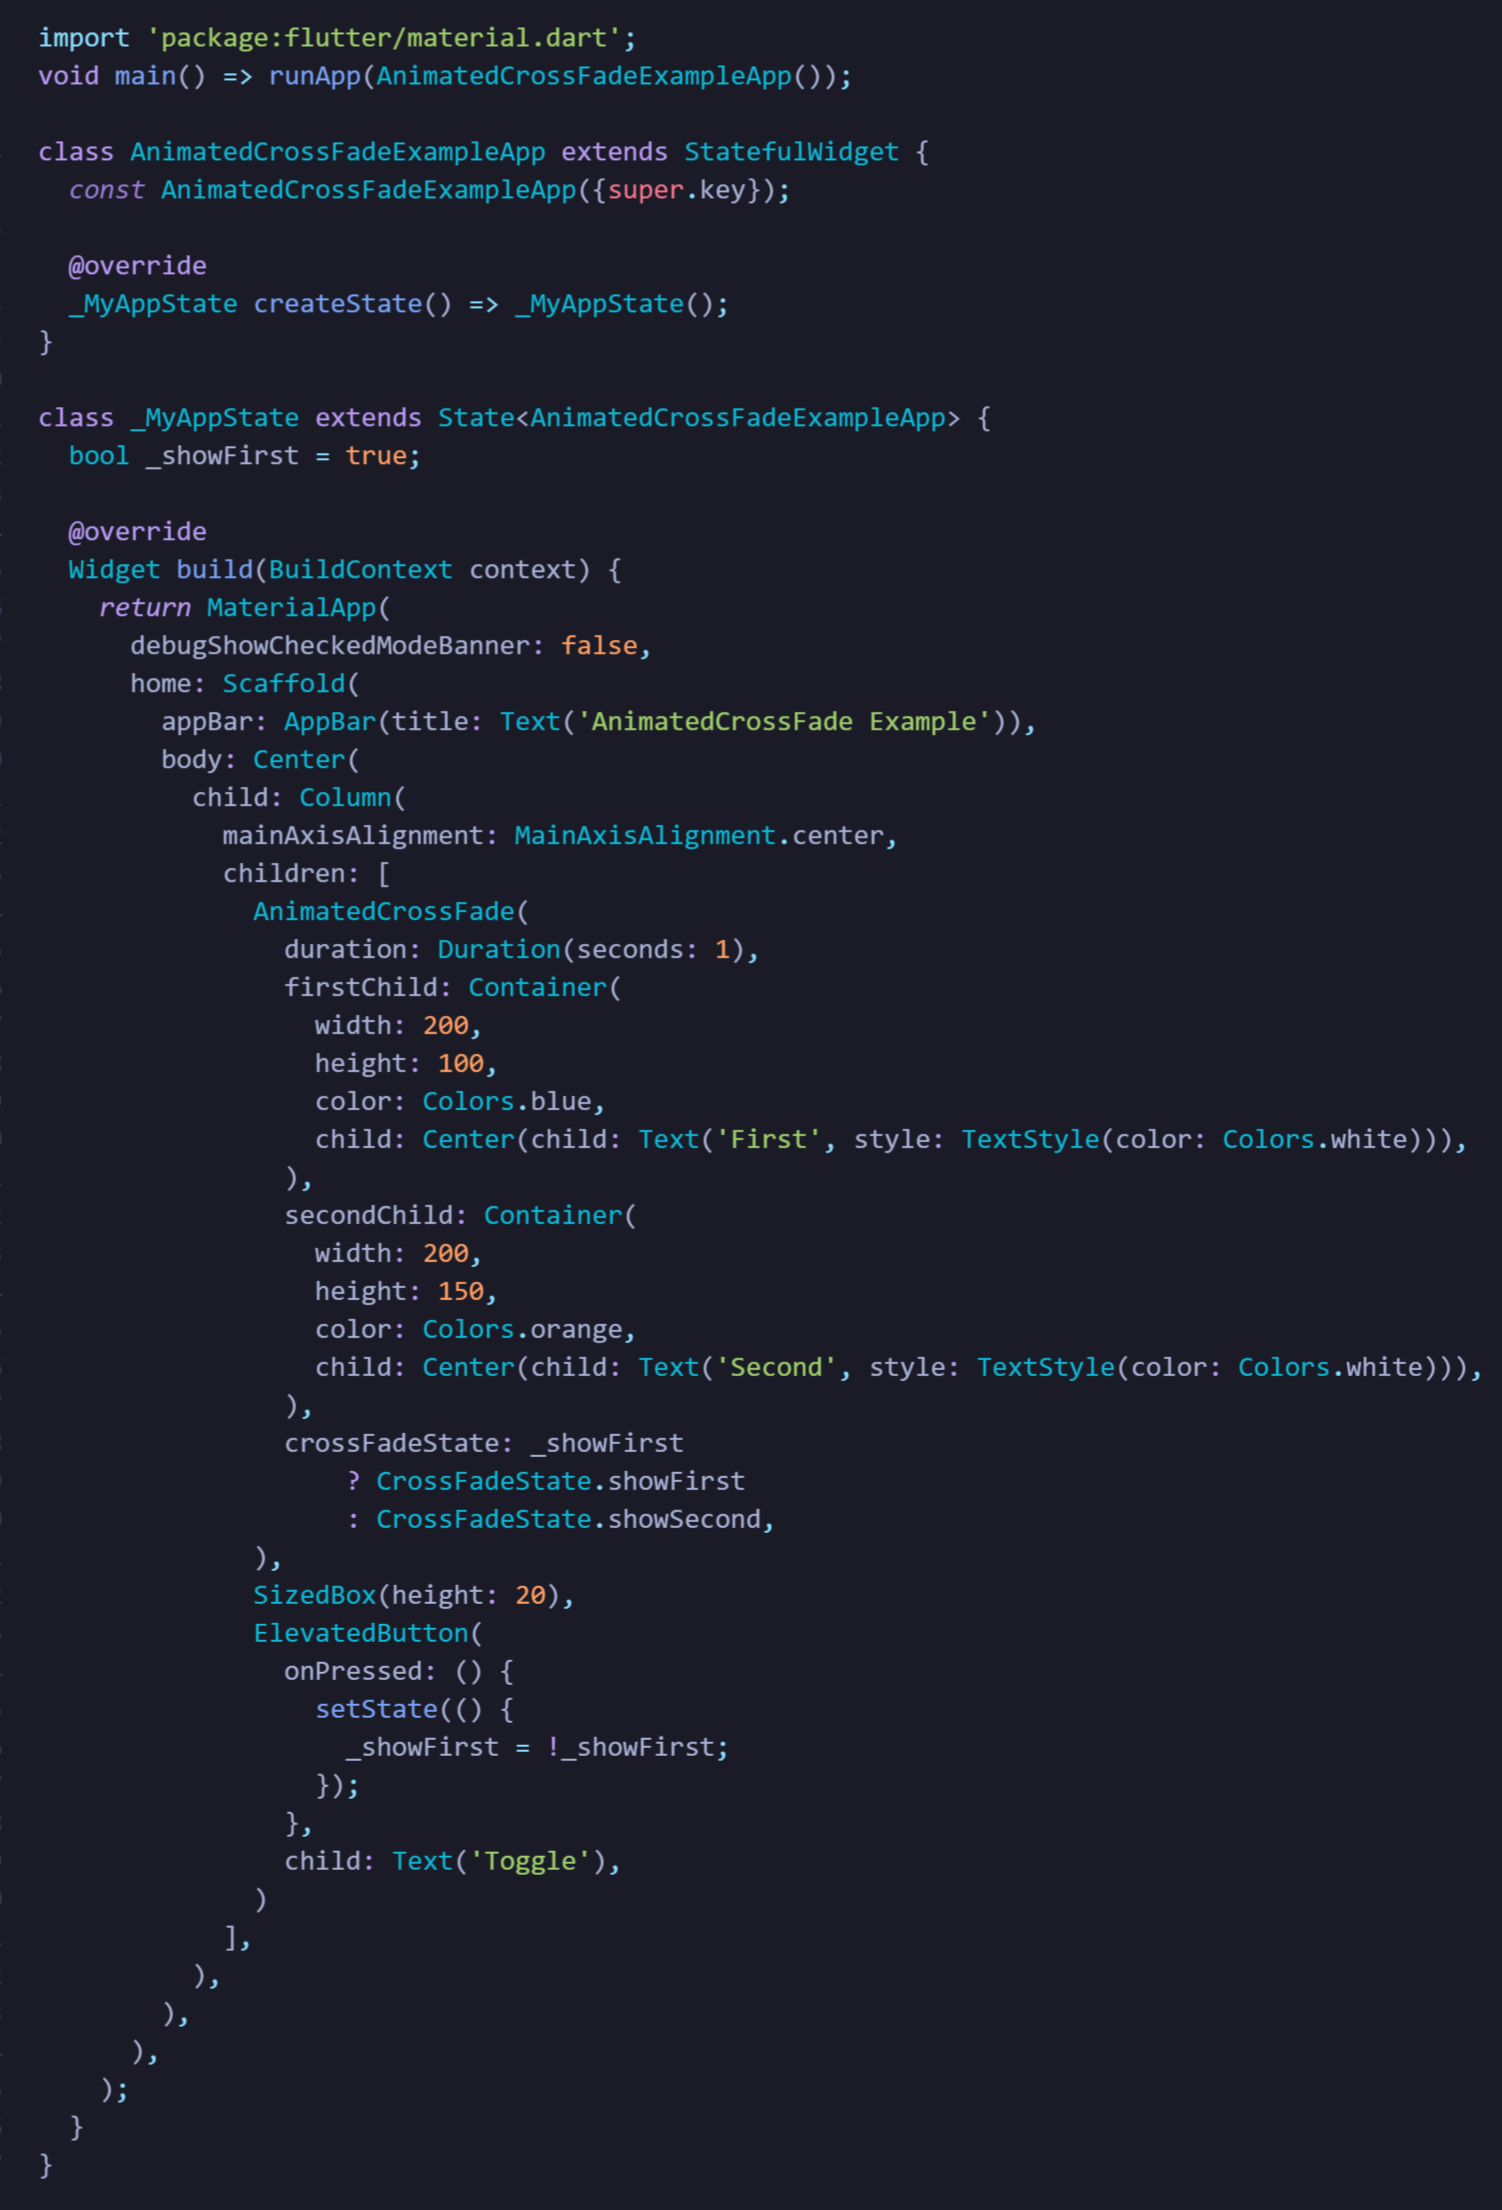 import 'package:flutter/material.dart';
void main() => runApp(AnimatedCrossFadeExampleApp());

class AnimatedCrossFadeExampleApp extends StatefulWidget {
  const AnimatedCrossFadeExampleApp({super.key});

  @override
  _MyAppState createState() => _MyAppState();
}

class _MyAppState extends State<AnimatedCrossFadeExampleApp> {
  bool _showFirst = true;

  @override
  Widget build(BuildContext context) {
    return MaterialApp(
      debugShowCheckedModeBanner: false,
      home: Scaffold(
        appBar: AppBar(title: Text('AnimatedCrossFade Example')),
        body: Center(
          child: Column(
            mainAxisAlignment: MainAxisAlignment.center,
            children: [
              AnimatedCrossFade(
                duration: Duration(seconds: 1),
                firstChild: Container(
                  width: 200,
                  height: 100,
                  color: Colors.blue,
                  child: Center(child: Text('First', style: TextStyle(color: Colors.white))),
                ),
                secondChild: Container(
                  width: 200,
                  height: 150,
                  color: Colors.orange,
                  child: Center(child: Text('Second', style: TextStyle(color: Colors.white))),
                ),
                crossFadeState: _showFirst
                    ? CrossFadeState.showFirst
                    : CrossFadeState.showSecond,
              ),
              SizedBox(height: 20),
              ElevatedButton(
                onPressed: () {
                  setState(() {
                    _showFirst = !_showFirst;
                  });
                },
                child: Text('Toggle'),
              )
            ],
          ),
        ),
      ),
    );
  }
}